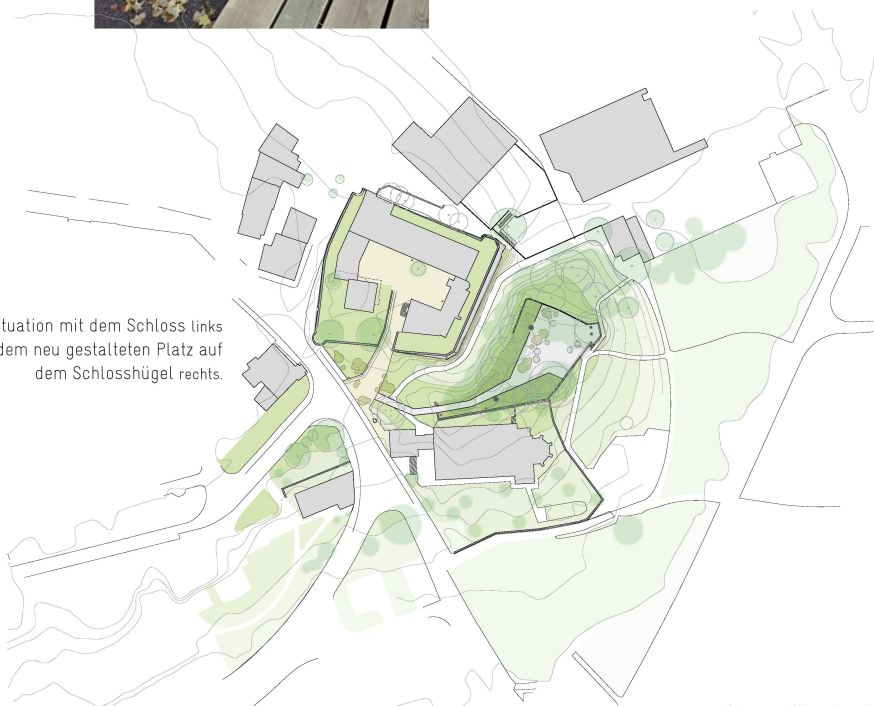 tuation mit dem Schloss links
dem neu gestalteten Platz auf
dem Schlosshügel rechts.